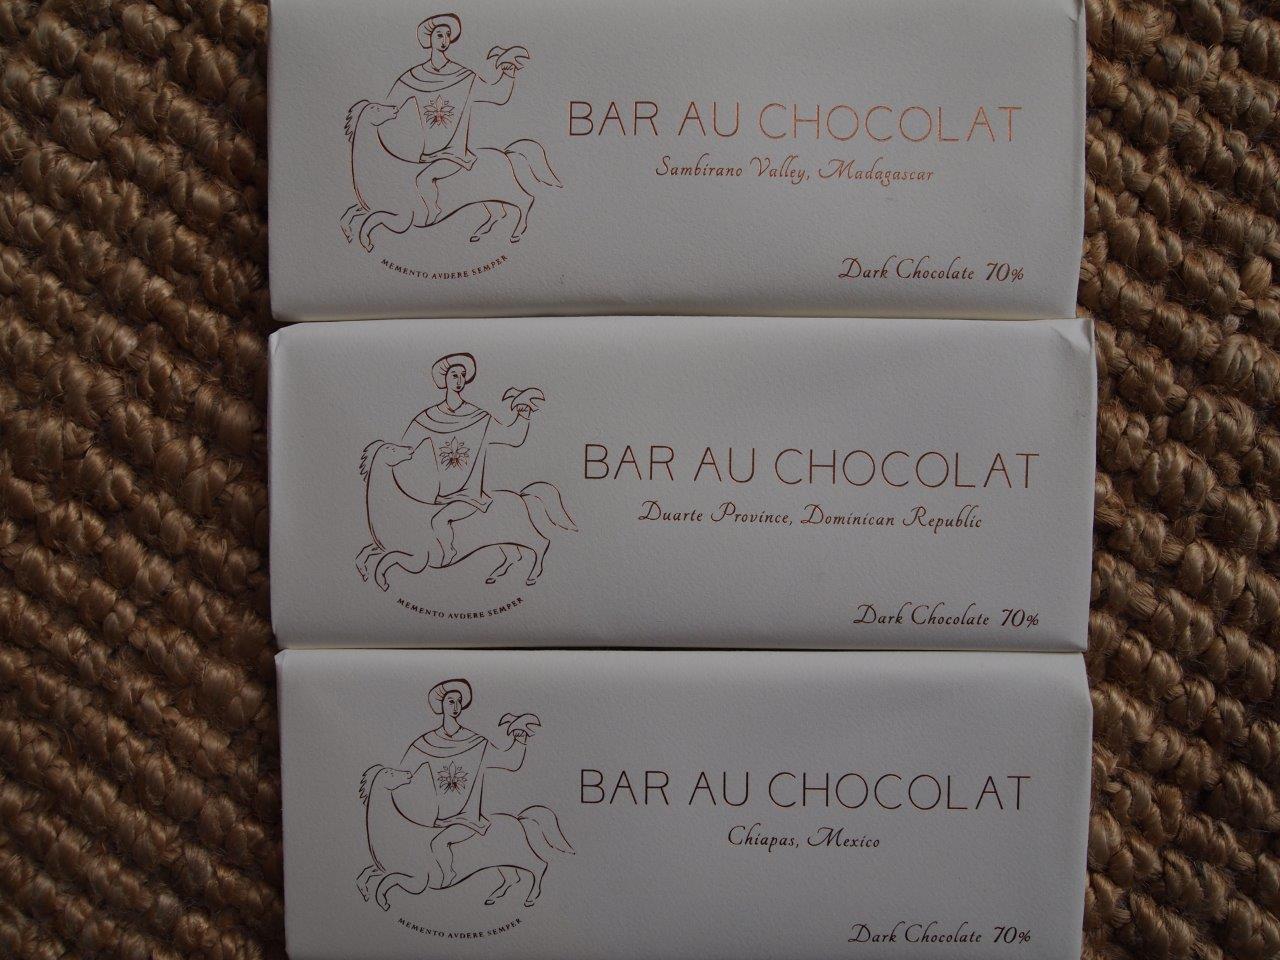 BAR AU CHOCOLAT
Sambirano Valley, Madagascar
MEMENTO AVDERE SEMPER
Dark Chocolate 70%
BAR AU CHOCOLAT
Duarte Province, Dominican Republic
MEMENTO AVDERE SEMPER
Dark Chocolate 70%
BAR AU CHOCOLAT
Chiapas, Mexico
MEMENTO AVDERE SEMPER
Dark Chocolate 70%